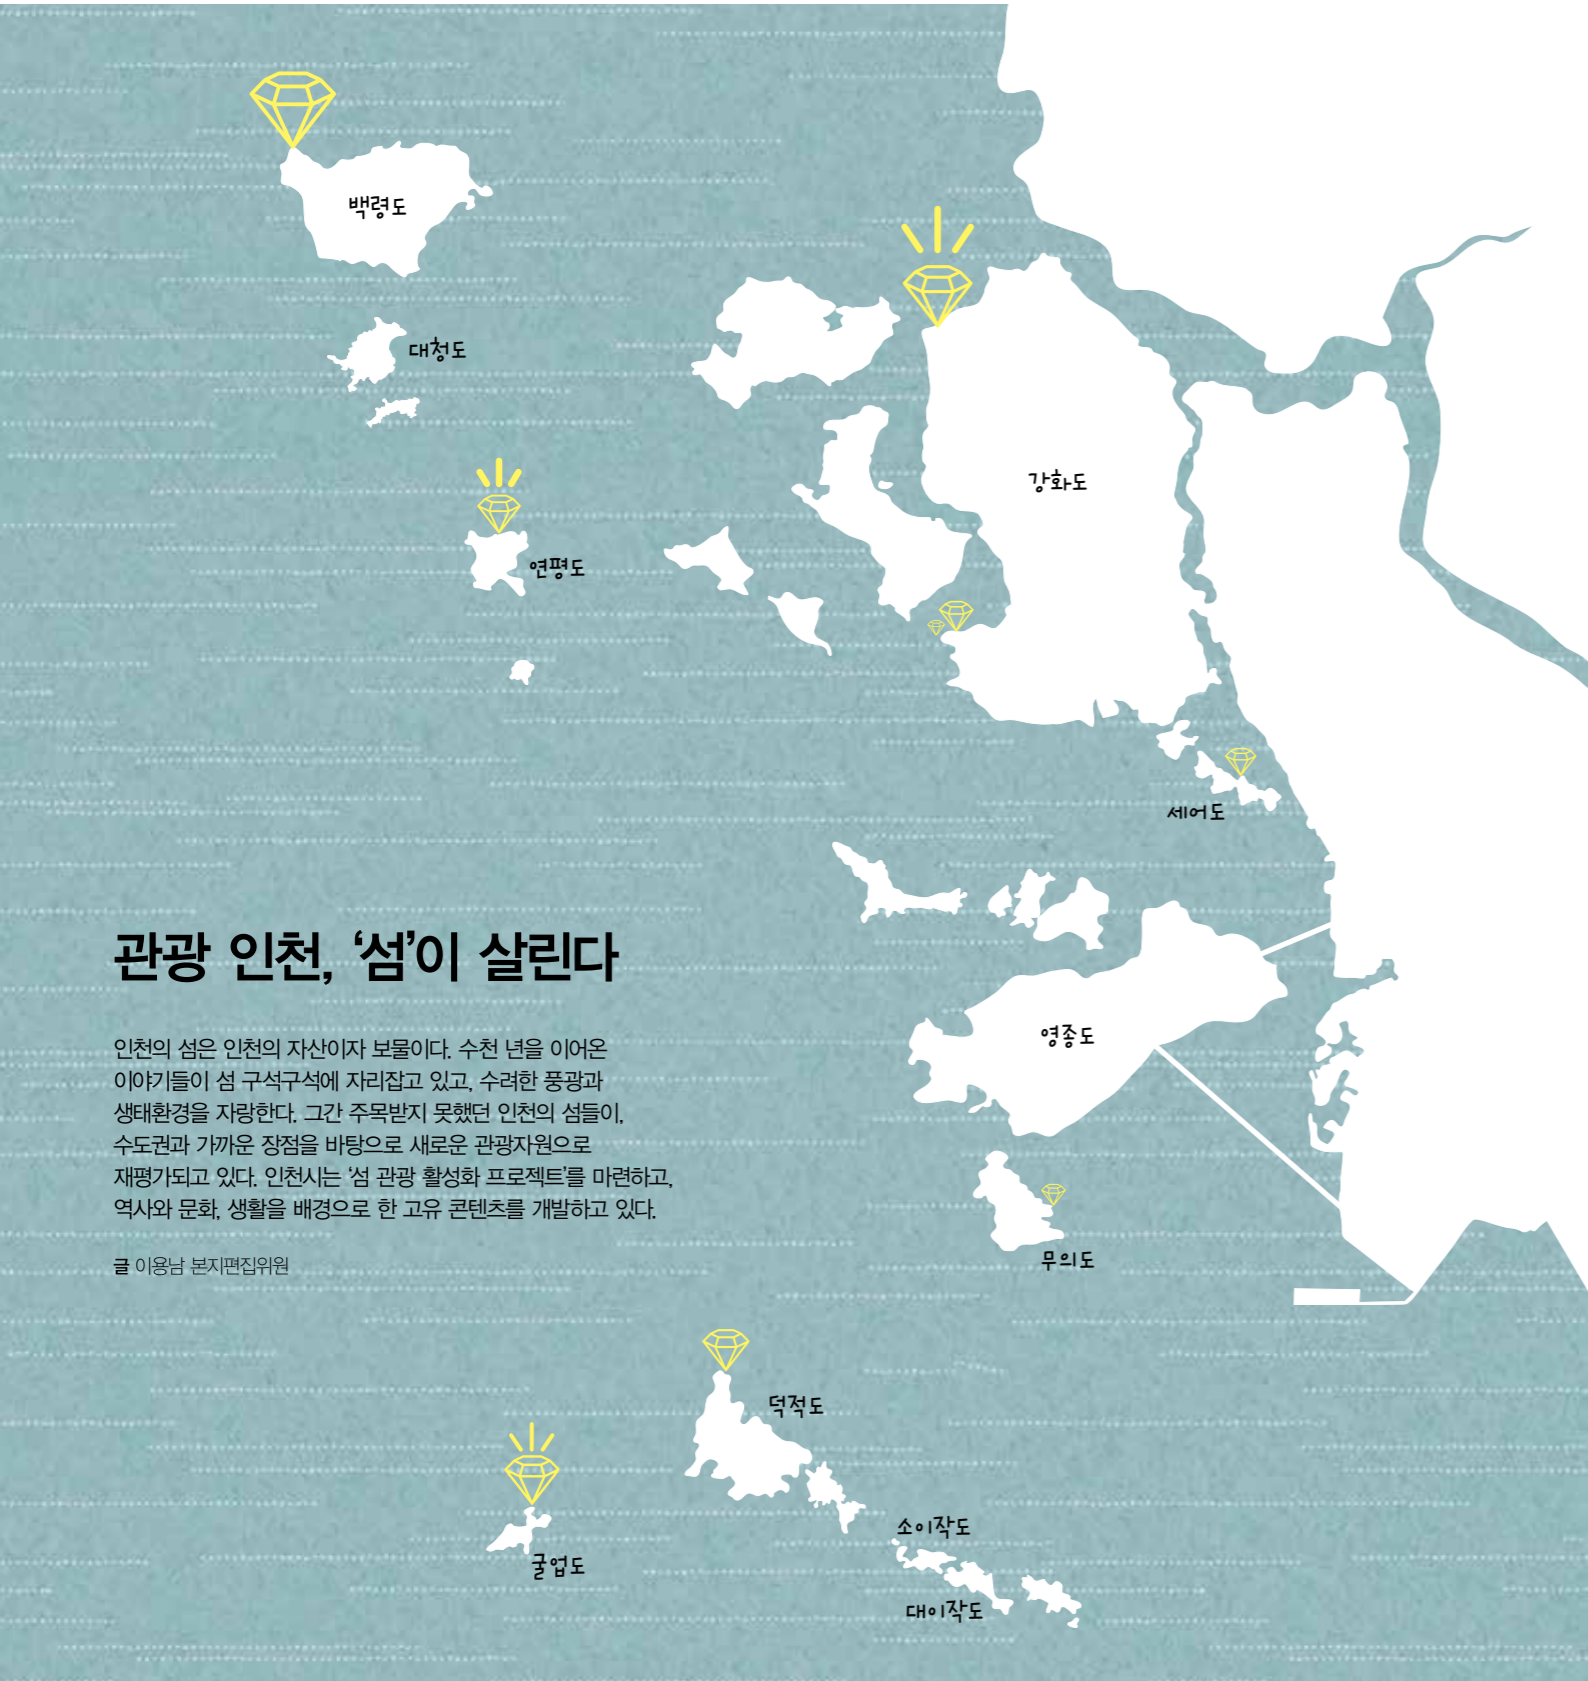 백령도
대청도
강화도
연평도
세어도
관광 인천, ‘섬’이 살린다
인천의 섬은 인천의 자산이자 보물이다. 수천 년을 이어온
이야기들이 섬 구석구석에 자리잡고 있고, 수려한 풍광과
생태환경을 자랑한다. 그간 주목받지 못했던 인천의 섬들이,
수도권과 가까운 장점을 바탕으로 새로운 관광자원으로
재평가되고 있다. 인천시는 ‘섬 관광 활성화 프로젝트’를 마련하고,
역사와 문화, 생활을 배경으로 한 고유 콘텐츠를 개발하고 있다.
글 이용남 본지편집위원
영종도
무의도
덕적도
소이작도
굴업도
대이작도